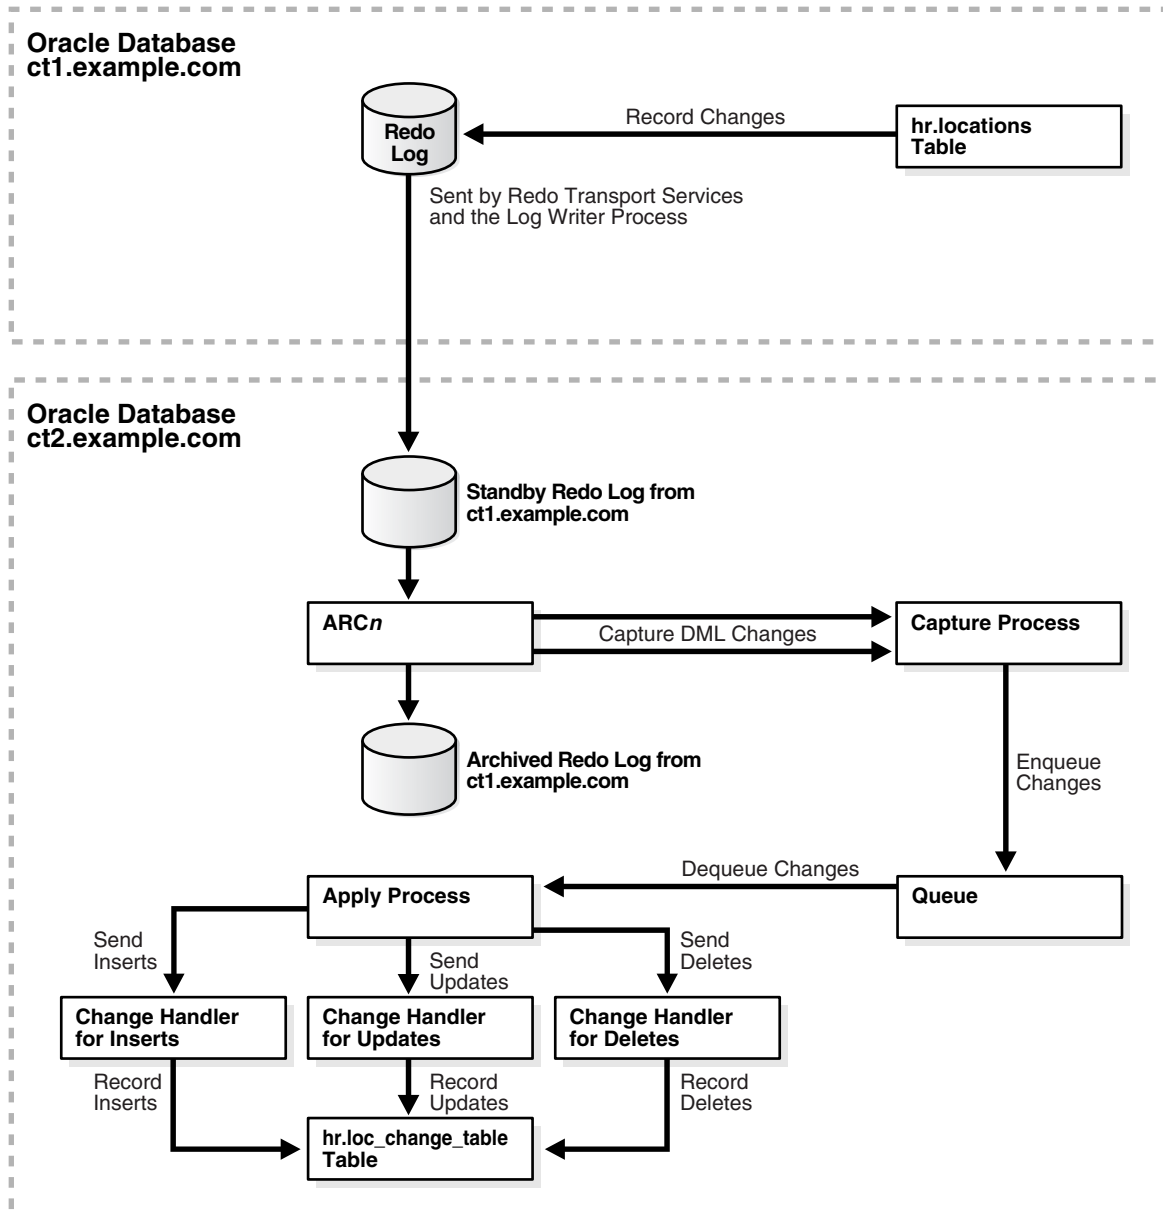 Oracle Database
ct1.example.com
Redo
Log
Record Changes
hr.locations
Table
Sent by Redo Transport Services
and the Log Writer Process
Oracle Database
ct2.example.com
Standby Redo Log from
ct1.example.com
ARCn
Capture DML Changes
Capture Process
Archived Redo Log from
ct1.example.com
Enqueue
Changes
Dequeue Changes
Apply Process
Queue
Send
Inserts
Send
Updates
Send
Deletes
Change Handler
for Inserts
Change Handler
for Updates
Change Handler
for Deletes
Record
Inserts
Record
Updates
Record
Deletes
hr.loc_change_table
Table